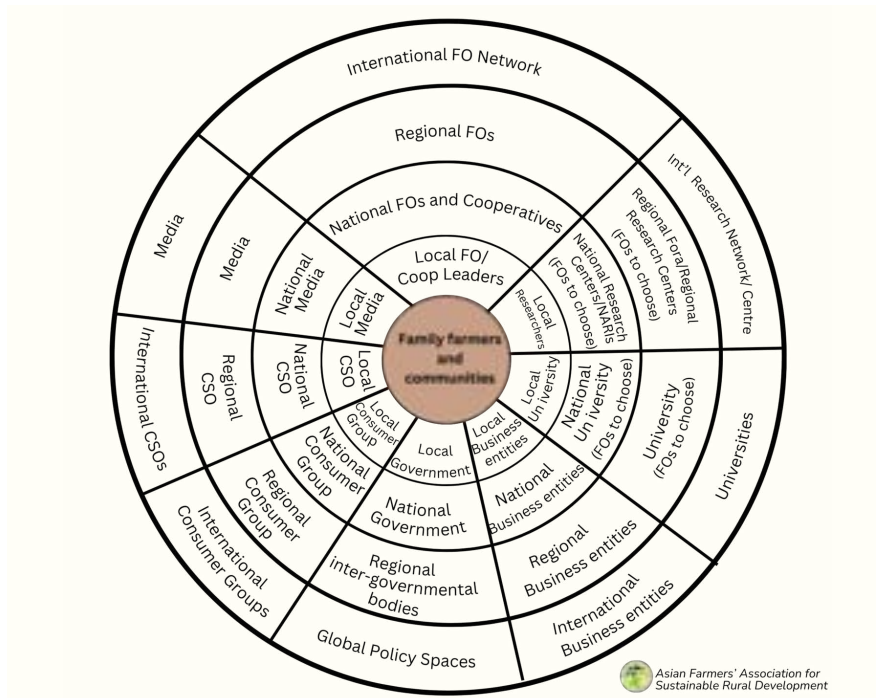 International FO Network
Regional FOs
National FOs and Cooperatives
Local FO/
Coop Leaders
Int'l Research Network/ Centre
Regional Fora/Regional
Research Centers
(FOs to choose)
National Research
Centers/NARIs
(FOs to choose)
Local
Researchers
Universities
University
(FOs to choose)
National
Un iversity
(FOs to choose)
Local
Un iversity
International
Business entities
Regional
Business entities
National
Business entities
Local
Business
entities
Global Policy Spaces
Regional
inter-governmental
bodies
National
Government
Local
Government
International
Consumer Groups
Regional
Consumer
Group
National
Consumer
Group
Local
Consumer
Group
International CSOs
Regional
CSO
National
CSO
Local
CSO
Media
Media
National
Media
Local
Media
Family farmers
and
communities
Asian Farmers' Association for
Sustainable Rural Development